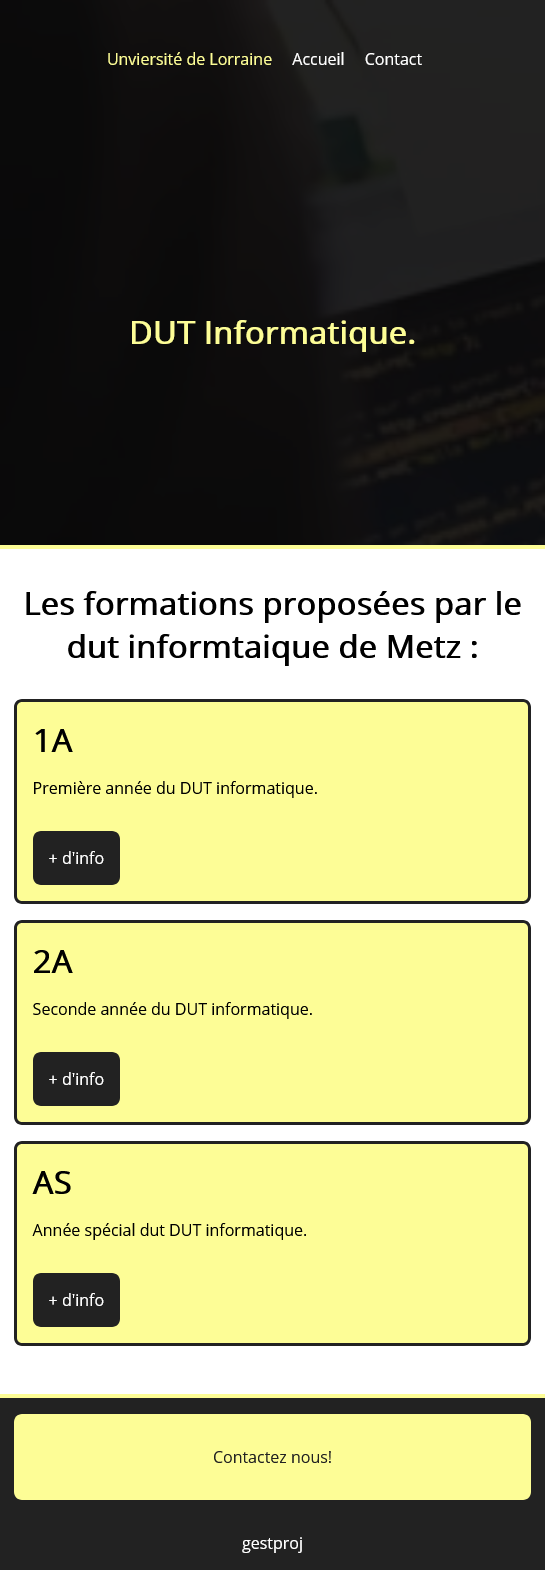 Unviersité de Lorraine Accueil Contact
DUT Informatique.
Les formations proposées par le
dut informtaique de Metz :
1A
Première année du DUT informatique.
+ d'info
2A
Seconde année du DUT informatique.
+ d'info
AS
Année spécial dut DUT informatique.
+ d'info
Contactez nous!
gestproj